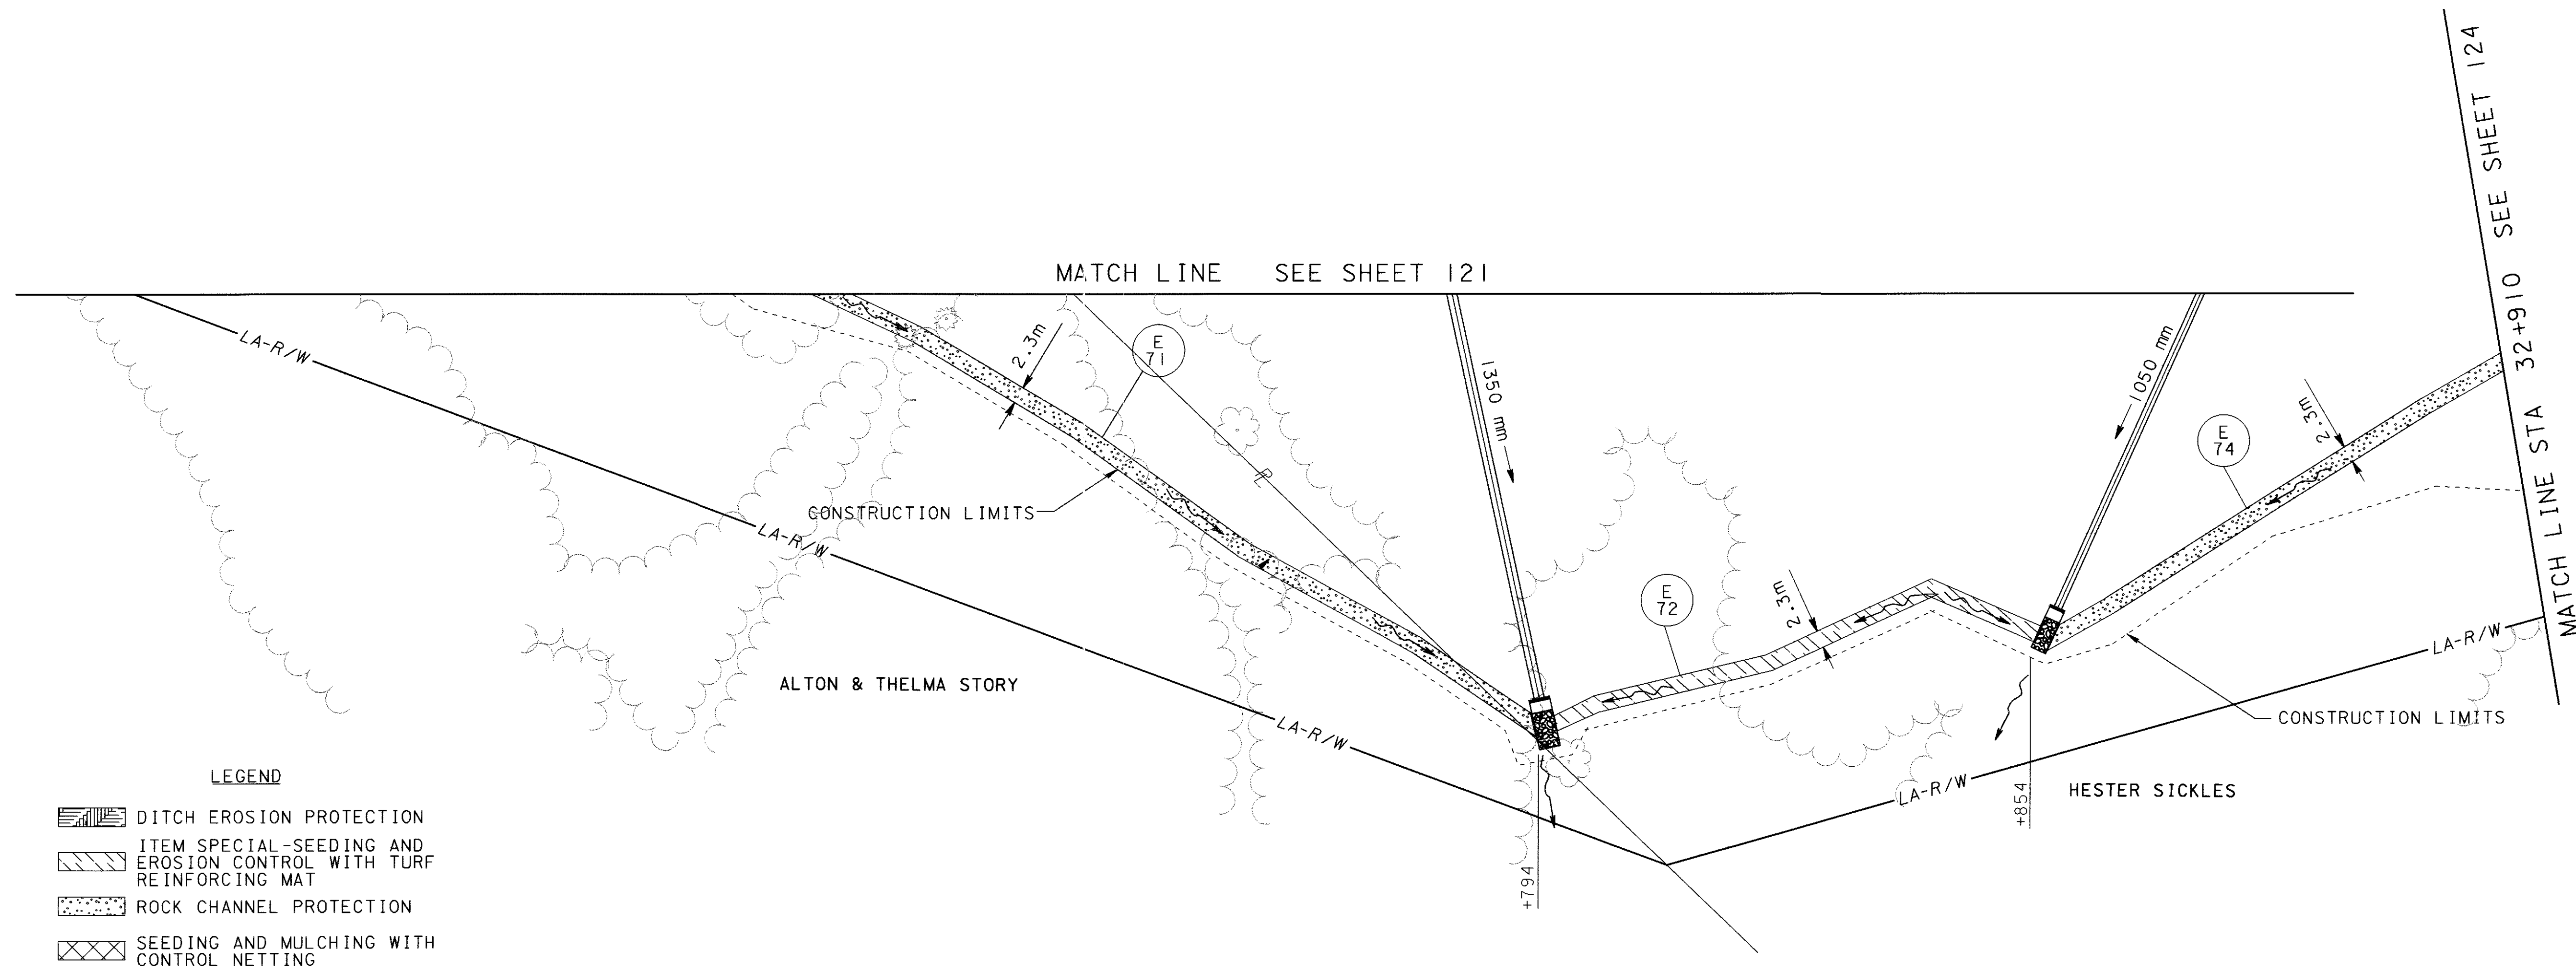 MATCH LINE STA 32+910 SEE SHEET 124
MATCH LINE SEE SHEET 121
LA-R/W
2.3m
E
71
1350 mm
1050 mm
E
74
2.3m
PL
CONSTRUCTION LIMITS
LA-R/W
E
72
2.3m
LA-R/W
ALTON & THELMA STORY
LA-R/W
CONSTRUCTION LIMITS
LA-R/W
HESTER SICKLES
+854
+794
LEGEND
DITCH EROSION PROTECTION
ITEM SPECIAL-SEEDING AND
EROSION CONTROL WITH TURF
REINFORCING MAT
ROCK CHANNEL PROTECTION
SEEDING AND MULCHING WITH
CONTROL NETTING